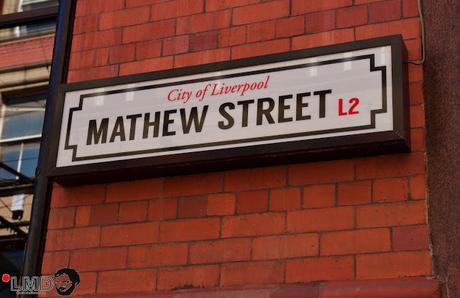 City of Liverpool
MATHEW STREET L2
LMD